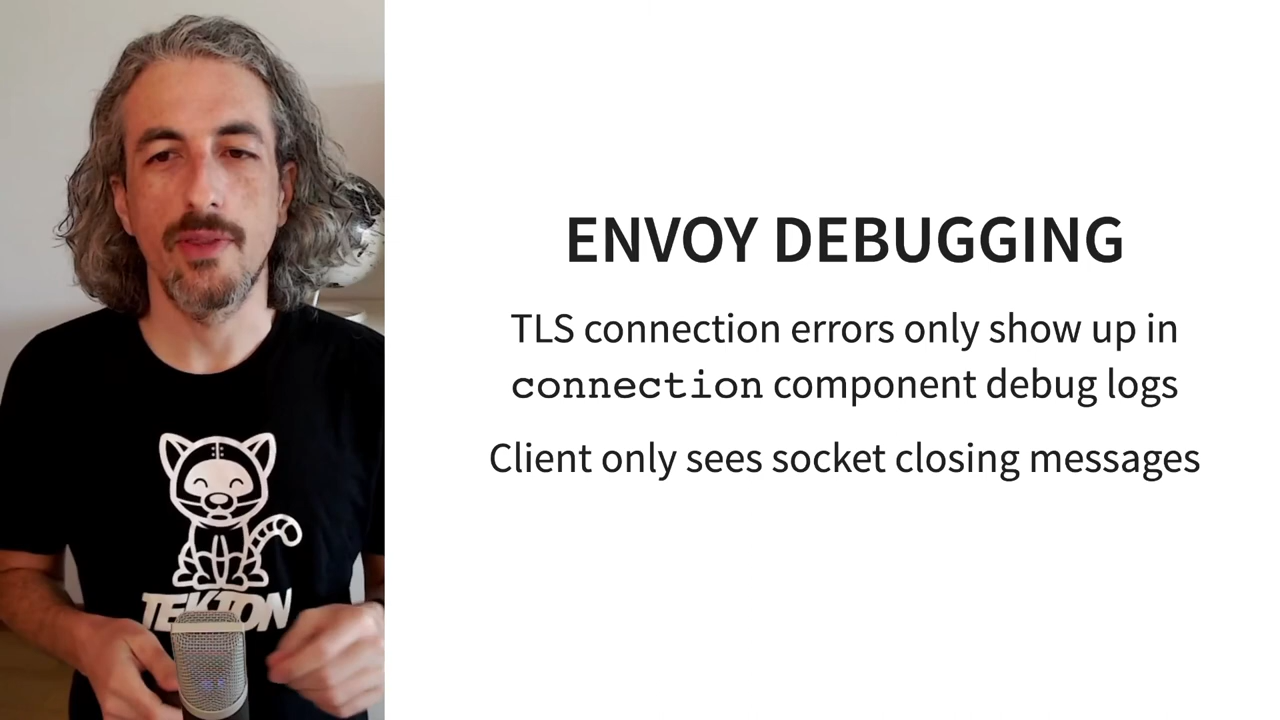 ENVOY DEBUGGING
TLS connection errors only show up in
connection component debug logs
Client only sees socket closing messages
TEKTON